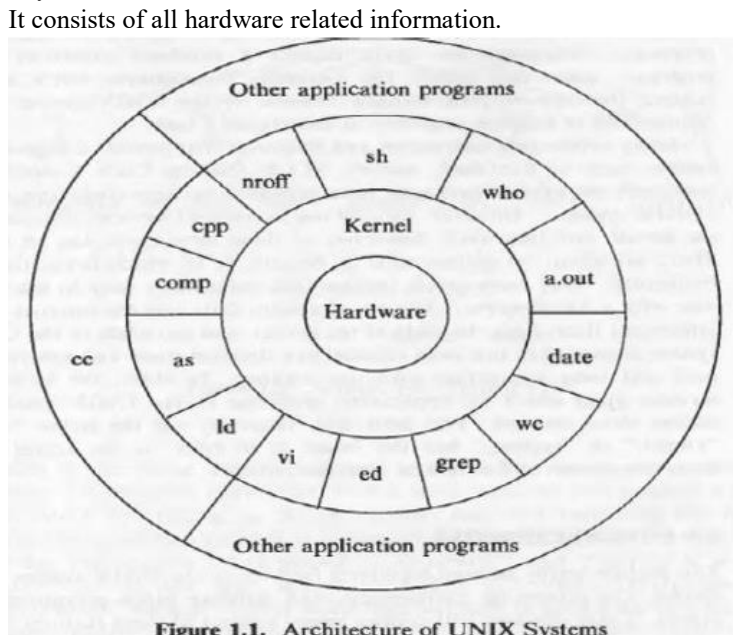 It consists of all hardware related information.
Other application programs
sh
nroff
who
cpp
Kernel
comp
a.out
Hardware
cc
as
date
ld
wc
vi
ed
grep
Other application programs
Figure 1.1. Architecture of UNIX Systems